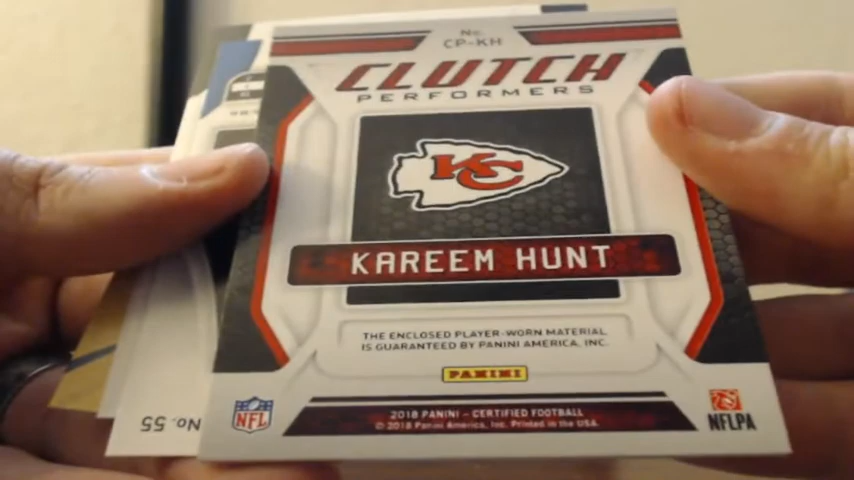 No.
CP-KH
CLUTCH
PERFORMERS
KC
KAREEM HUNT
THE ENCLOSED PLAYER-WORN MATERIAL
IS GUARANTEED BY PANINI AMERICA, INC.
PANINI
2018 PANINI - CERTIFIED FOOTBALL
© 2018 Panini America, Inc. Printed in the USA.
NFL
NFLPA
No. 55